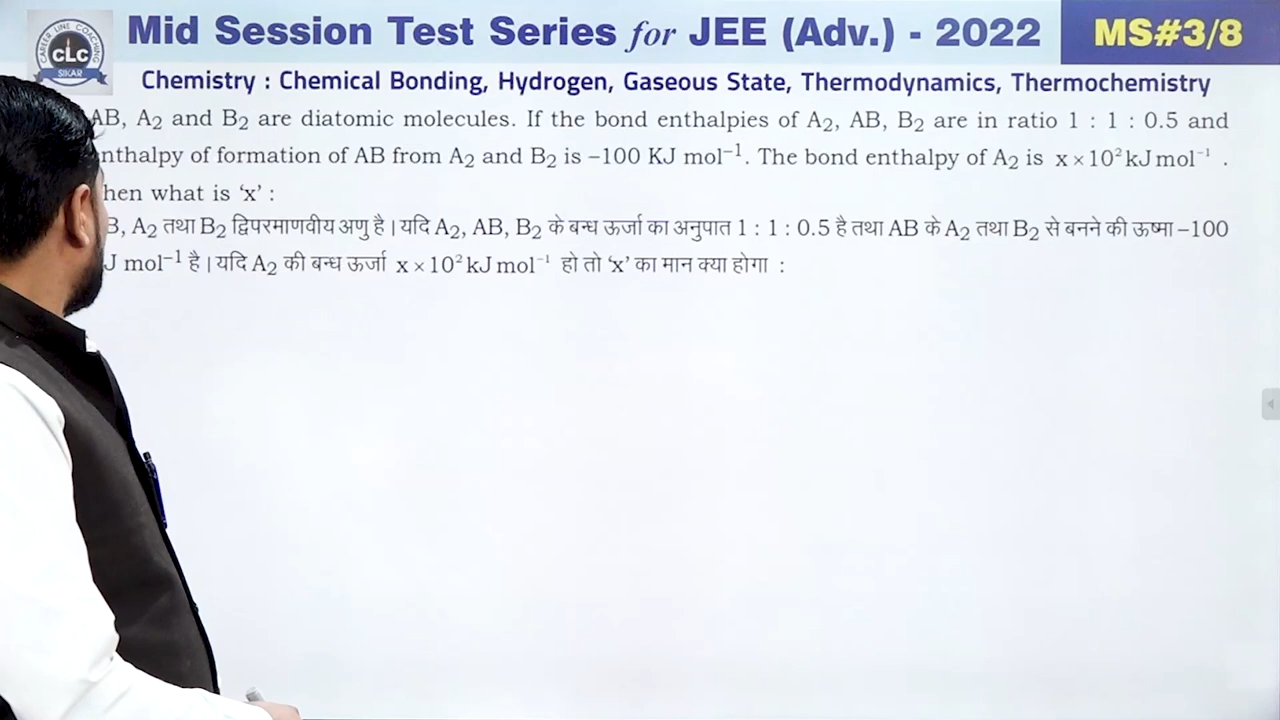 CAREER LINE COACHING
CLC
SIKAR
Mid Session Test Series for JEE (Adv.) - 2022
MS#3/8
Chemistry : Chemical Bonding, Hydrogen, Gaseous State, Thermodynamics, Thermochemistry
AB, A₂ and B₂ are diatomic molecules. If the bond enthalpies of A₂, AB, B₂ are in ratio 1 : 1 : 0.5 and
nthalpy of formation of AB from A₂ and B₂ is –100 KJ mol⁻¹. The bond enthalpy of A₂ is x × 10² kJ mol⁻¹ .
hen what is ‘x’ :
B, A₂ तथा B₂ द्विपरमाणवीय अणु है। यदि A₂, AB, B₂ के बन्ध ऊर्जा का अनुपात 1 : 1 : 0.5 है तथा AB के A₂ तथा B₂ से बनने की ऊष्मा –100
J mol⁻¹ है। यदि A₂ की बन्ध ऊर्जा x × 10² kJ mol⁻¹ हो तो ‘x’ का मान क्या होगा :